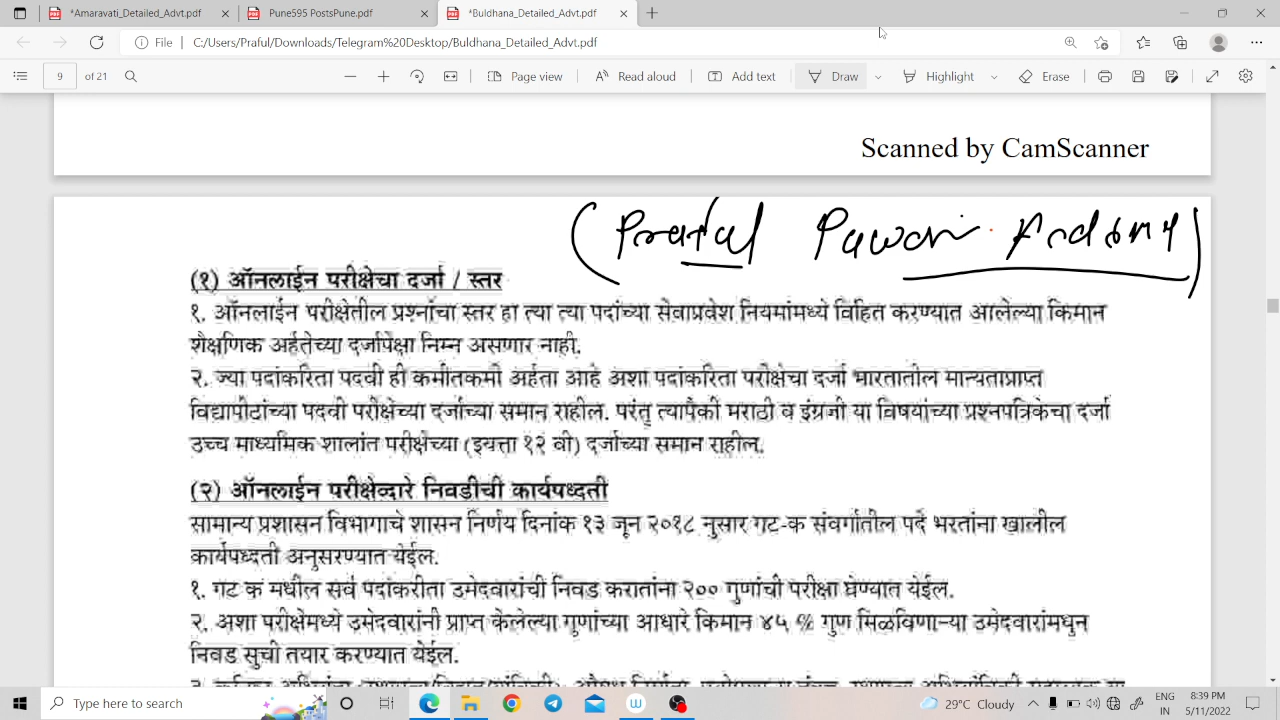 *Amaravati_Detailed_Advt.pdf
Pune595 PostsPune.pdf
*Buldhana_Detailed_Advt.pdf
File C:/Users/Praful/Downloads/Telegram%20Desktop/Buldhana_Detailed_Advt.pdf
9 of 21 Page view Read aloud Add text Draw Highlight Erase
Scanned by CamScanner
(Praful Pawar
(१) ऑनलाईन परीक्षेचा दर्जा / स्तर
१. ऑनलाईन परीक्षेतील प्रश्नांचा स्तर हा त्या त्या पदांच्या सेवाप्रवेश नियमांमध्ये विहित करण्यात आलेल्या किमान
शैक्षणिक अर्हतेच्या दर्जापेक्षा निम्न असणार नाही.
२. ज्या पदांकरिता पदवी ही कमीतकमी अर्हता आहे अशा पदांकरिता परीक्षेचा दर्जा भारतातील मान्यताप्राप्त
विद्यापीठांच्या पदवी परीक्षेच्या दर्जाच्या समान राहील. परंतु त्यापैकी मराठी व इंग्रजी या विषयांच्या प्रश्नपत्रिकेचा दर्जा
उच्च माध्यमिक शालांत परीक्षेच्या (इयत्ता १२ वी) दर्जाच्या समान राहील.
(२) ऑनलाईन परीक्षेव्दारे निवडीची कार्यपध्दती
सामान्य प्रशासन विभागाचे शासन निर्णय दिनांक १३ जून २०१८ नुसार गट-क संवर्गातील पदे भरतांना खालील
कार्यपध्दती अनुसरण्यात येईल.
१. गट क मधील सर्व पदांकरीता उमेदवारांची निवड करातांना २०० गुणांची परीक्षा घेण्यात येईल.
२. अशा परीक्षेमध्ये उमेदवारांनी प्राप्त केलेल्या गुणांच्या आधारे किमान ४५ % गुण मिळविणाऱ्या उमेदवारांमधुन
निवड सुची तयार करण्यात येईल.
Type here to search
29°C Cloudy
ENG
IN
8:39 PM
5/11/2022